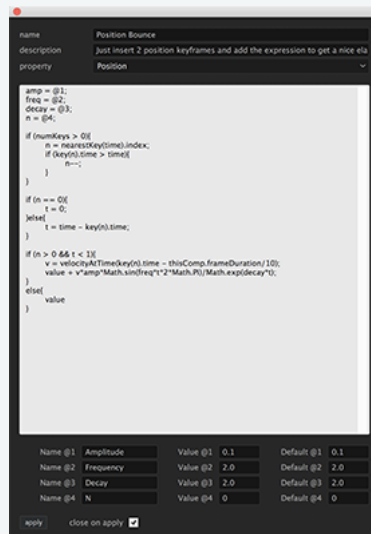 name Position Bounce
description Just insert 2 position keyframes and add the expression to get a nice ela
property Position
amp = @1;
freq = @2;
decay = @3;
n = @4;
if (numKeys > 0){
n = nearestKey(time).index;
if (key(n).time > time){
n--;
}
}
if (n == 0){
t = 0;
}else{
t = time - key(n).time;
}
if (n > 0 && t < 1){
v = velocityAtTime(key(n).time - thisComp.frameDuration/10);
value + v*amp*Math.sin(freq*t*2*Math.PI)/Math.exp(decay*t);
}
else{
value
}
Name @1 Amplitude Value @1 0.1 Default @1 0.1
Name @2 Frequency Value @2 2.0 Default @2 2.0
Name @3 Decay Value @3 2.0 Default @3 2.0
Name @4 N Value @4 0 Default @4 0
apply close on apply